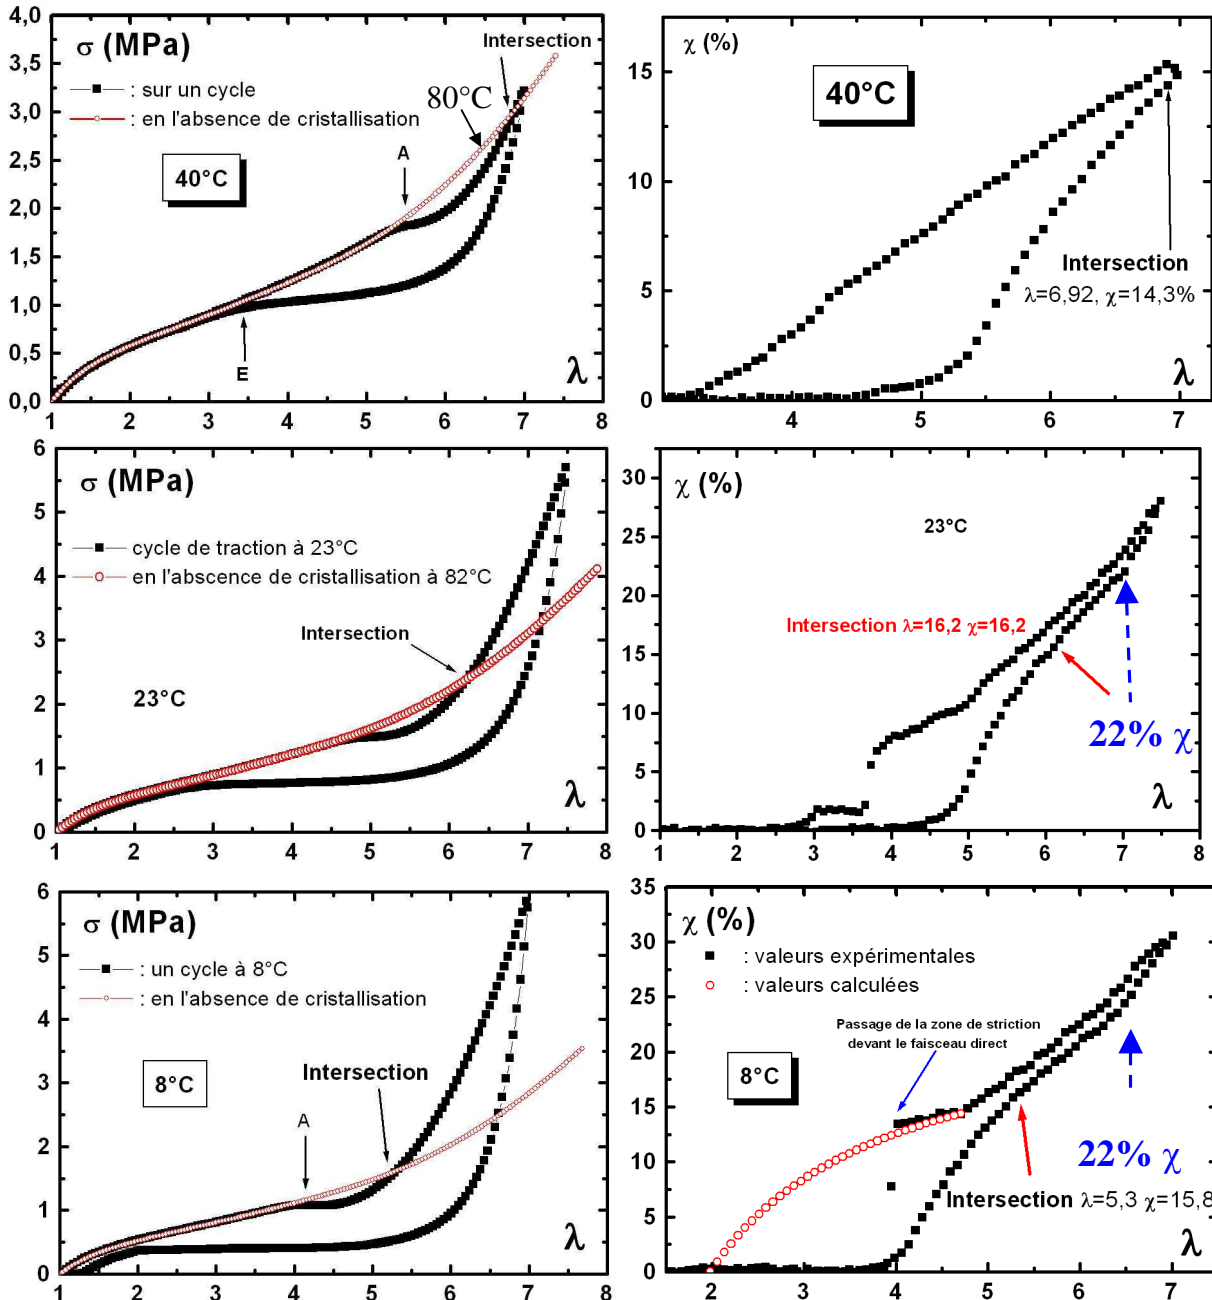 σ (MPa)
: sur un cycle
: en l'absence de cristallisation
40°C
80°C
Intersection
A
E
λ
4,0
3,5
3,0
2,5
2,0
1,5
1,0
0,5
0,0
1 2 3 4 5 6 7 8
χ (%)
40°C
Intersection
λ=6,92, χ=14,3%
λ
15
10
5
0
4 5 6 7
σ (MPa)
cycle de traction à 23°C
en l'abscence de cristallisation à 82°C
Intersection
23°C
λ
6
5
4
3
2
1
0
1 2 3 4 5 6 7 8
χ (%)
23°C
Intersection λ=16,2 χ=16,2
22% χ
λ
30
25
20
15
10
5
0
1 2 3 4 5 6 7 8
σ (MPa)
: un cycle à 8°C
: en l'absence de cristallisation
8°C
Intersection
A
λ
6
5
4
3
2
1
0
1 2 3 4 5 6 7 8
χ (%)
: valeurs expérimentales
: valeurs calculées
Passage de la zone de striction
devant le faisceau direct
8°C
22% χ
Intersection λ=5,3 χ=15,8
λ
35
30
25
20
15
10
5
0
2 3 4 5 6 7